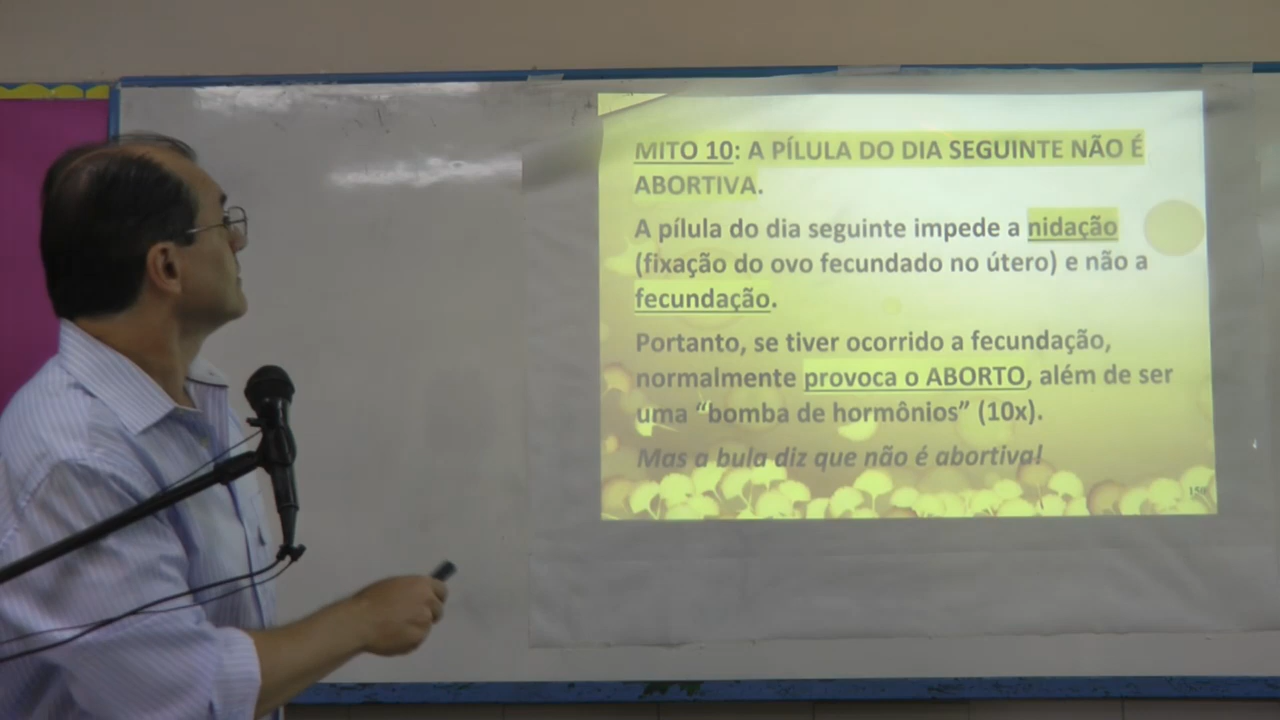 MITO 10: A PÍLULA DO DIA SEGUINTE NÃO É
ABORTIVA.
A pílula do dia seguinte impede a nidação
(fixação do ovo fecundado no útero) e não a
fecundação.
Portanto, se tiver ocorrido a fecundação,
normalmente provoca o ABORTO, além de ser
uma “bomba de hormônios” (10x).
Mas a bula diz que não é abortiva!